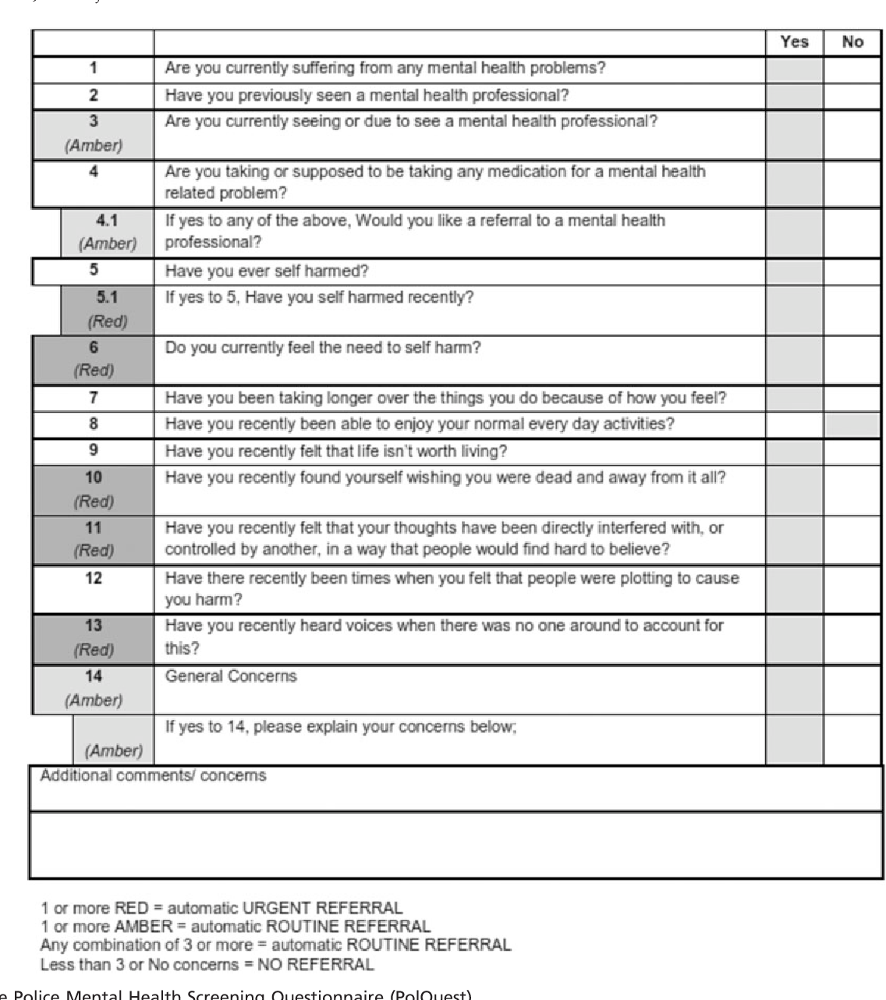 Yes No
1 Are you currently suffering from any mental health problems?
2 Have you previously seen a mental health professional?
3 Are you currently seeing or due to see a mental health professional?
(Amber)
4 Are you taking or supposed to be taking any medication for a mental health
related problem?
4.1 If yes to any of the above, Would you like a referral to a mental health
(Amber) professional?
5 Have you ever self harmed?
5.1 If yes to 5, Have you self harmed recently?
(Red)
6 Do you currently feel the need to self harm?
(Red)
7 Have you been taking longer over the things you do because of how you feel?
8 Have you recently been able to enjoy your normal every day activities?
9 Have you recently felt that life isn't worth living?
10 Have you recently found yourself wishing you were dead and away from it all?
(Red)
11 Have you recently felt that your thoughts have been directly interfered with, or
(Red) controlled by another, in a way that people would find hard to believe?
12 Have there recently been times when you felt that people were plotting to cause
you harm?
13 Have you recently heard voices when there was no one around to account for
(Red) this?
14 General Concerns
(Amber)
If yes to 14, please explain your concerns below;
(Amber)
Additional comments/ concerns
1 or more RED = automatic URGENT REFERRAL
1 or more AMBER = automatic ROUTINE REFERRAL
Any combination of 3 or more = automatic ROUTINE REFERRAL
Less than 3 or No concerns = NO REFERRAL
e Police Mental Health Screening Questionnaire (PolQuest)